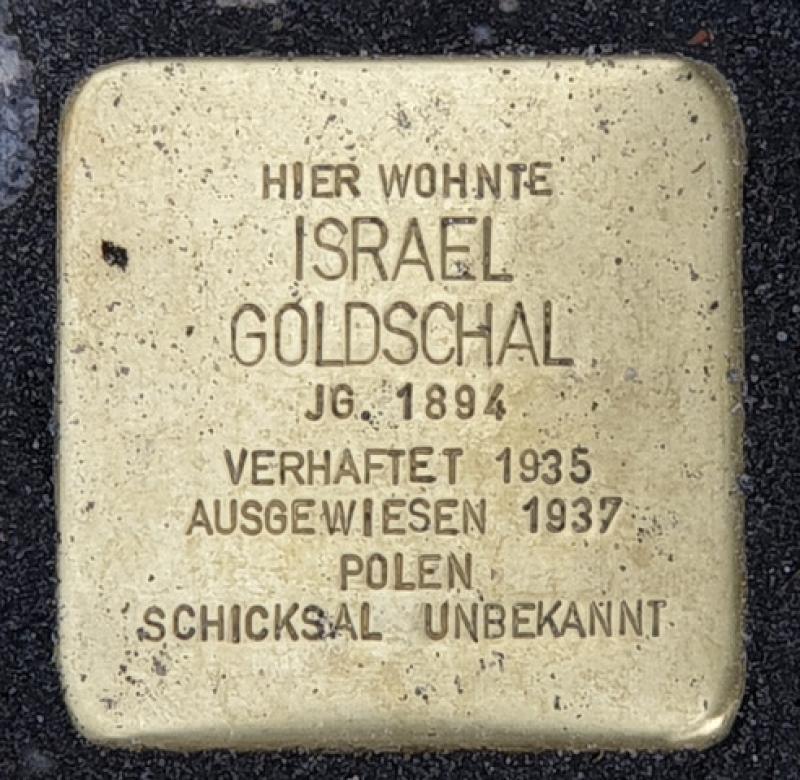 HIER WOHNTE
ISRAEL
GOLDSCHAL
JG. 1894
VERHAFTET 1935
AUSGEWIESEN 1937
POLEN
SCHICKSAL UNBEKANNT